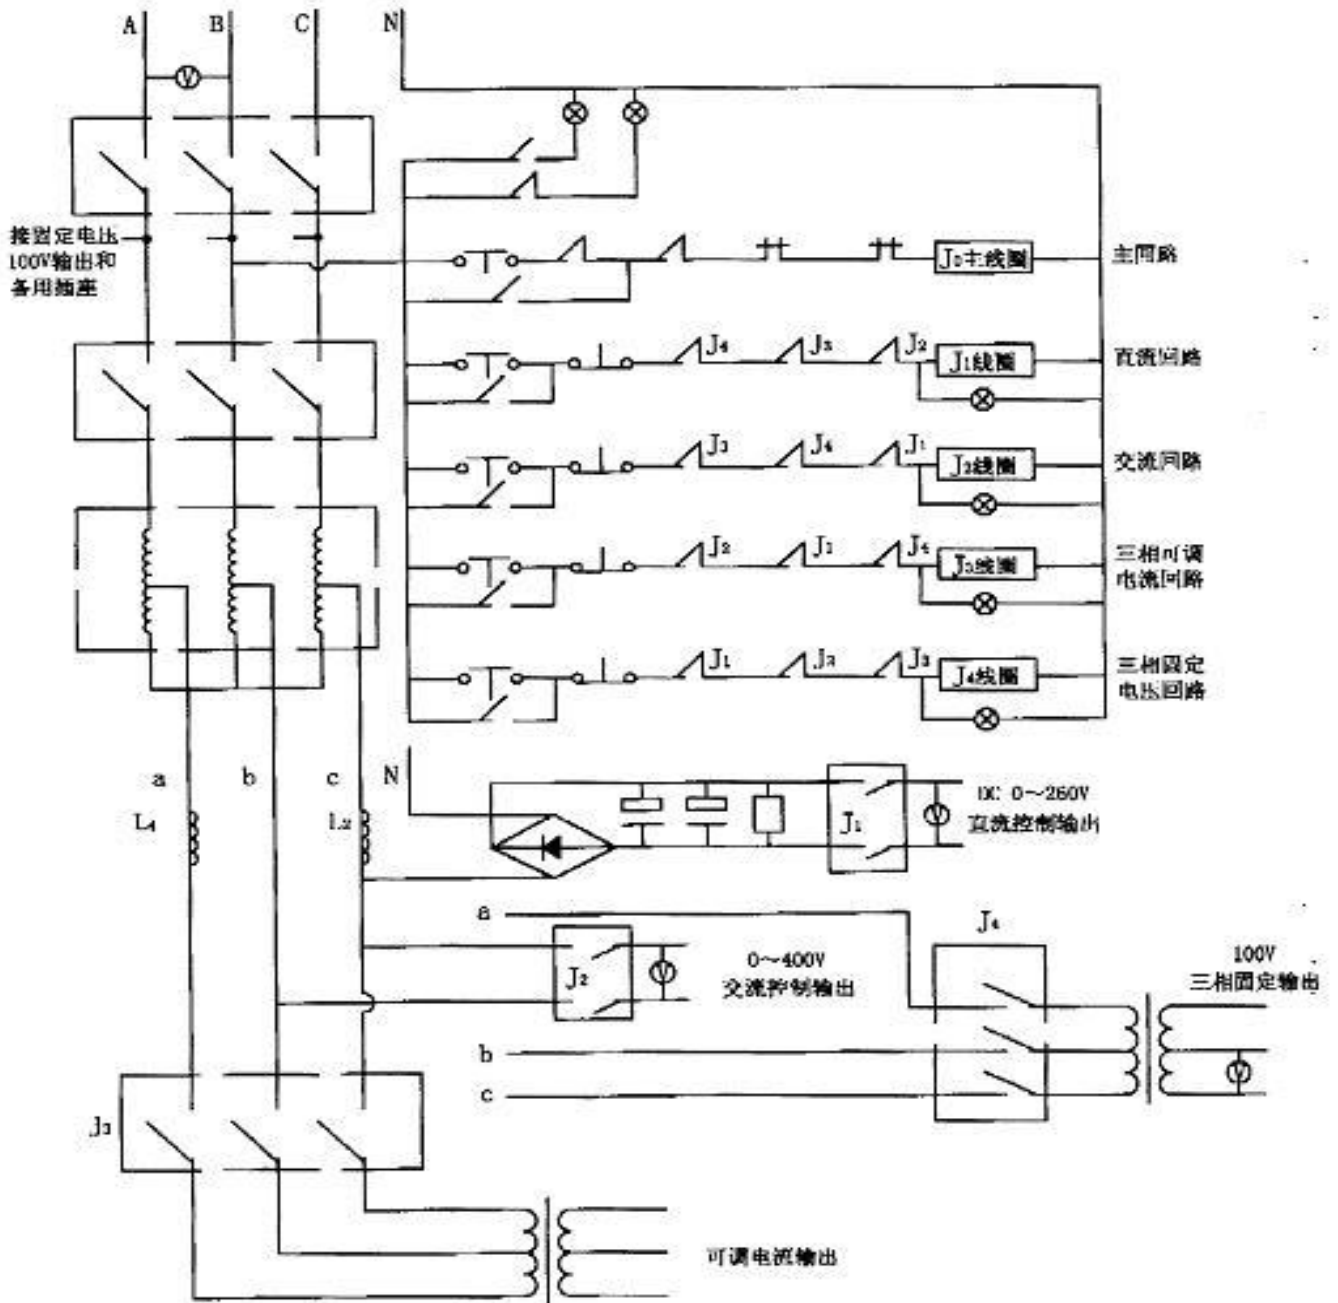 A
B
C
N
V
接固定电压
100V输出和
备用插座
J₀主线圈
主回路
J₄
J₃
J₂
J₁线圈
直流回路
J₃
J₄
J₁
J₂线圈
交流回路
J₂
J₁
J₄
J₃线圈
三相可调
电流回路
J₁
J₂
J₃
J₄线圈
三相固定
电压回路
a
b
c
N
L₁
L₂
J₁
V
DC 0～260V
直流控制输出
a
J₂
V
0～400V
交流控制输出
J₄
100V
三相固定输出
b
c
V
J₃
可调电流输出